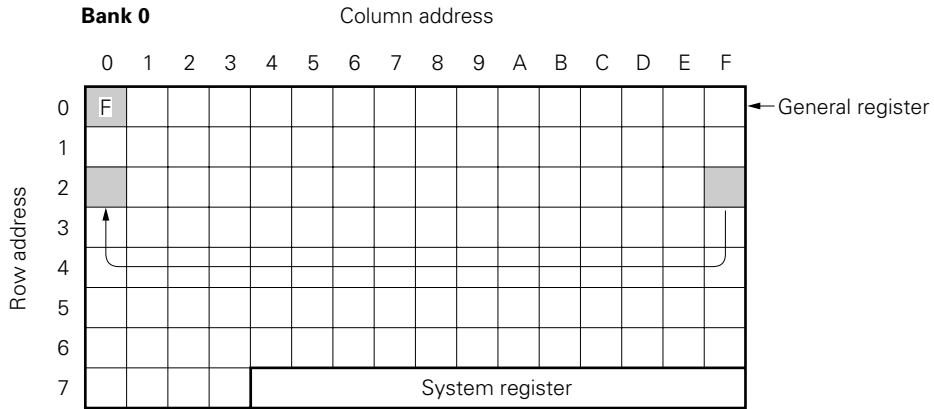 Bank 0 Column address
0 1 2 3 4 5 6 7 8 9 A B C D E F
0 F General register
1
2
3
4
5
6
7 System register
Row address